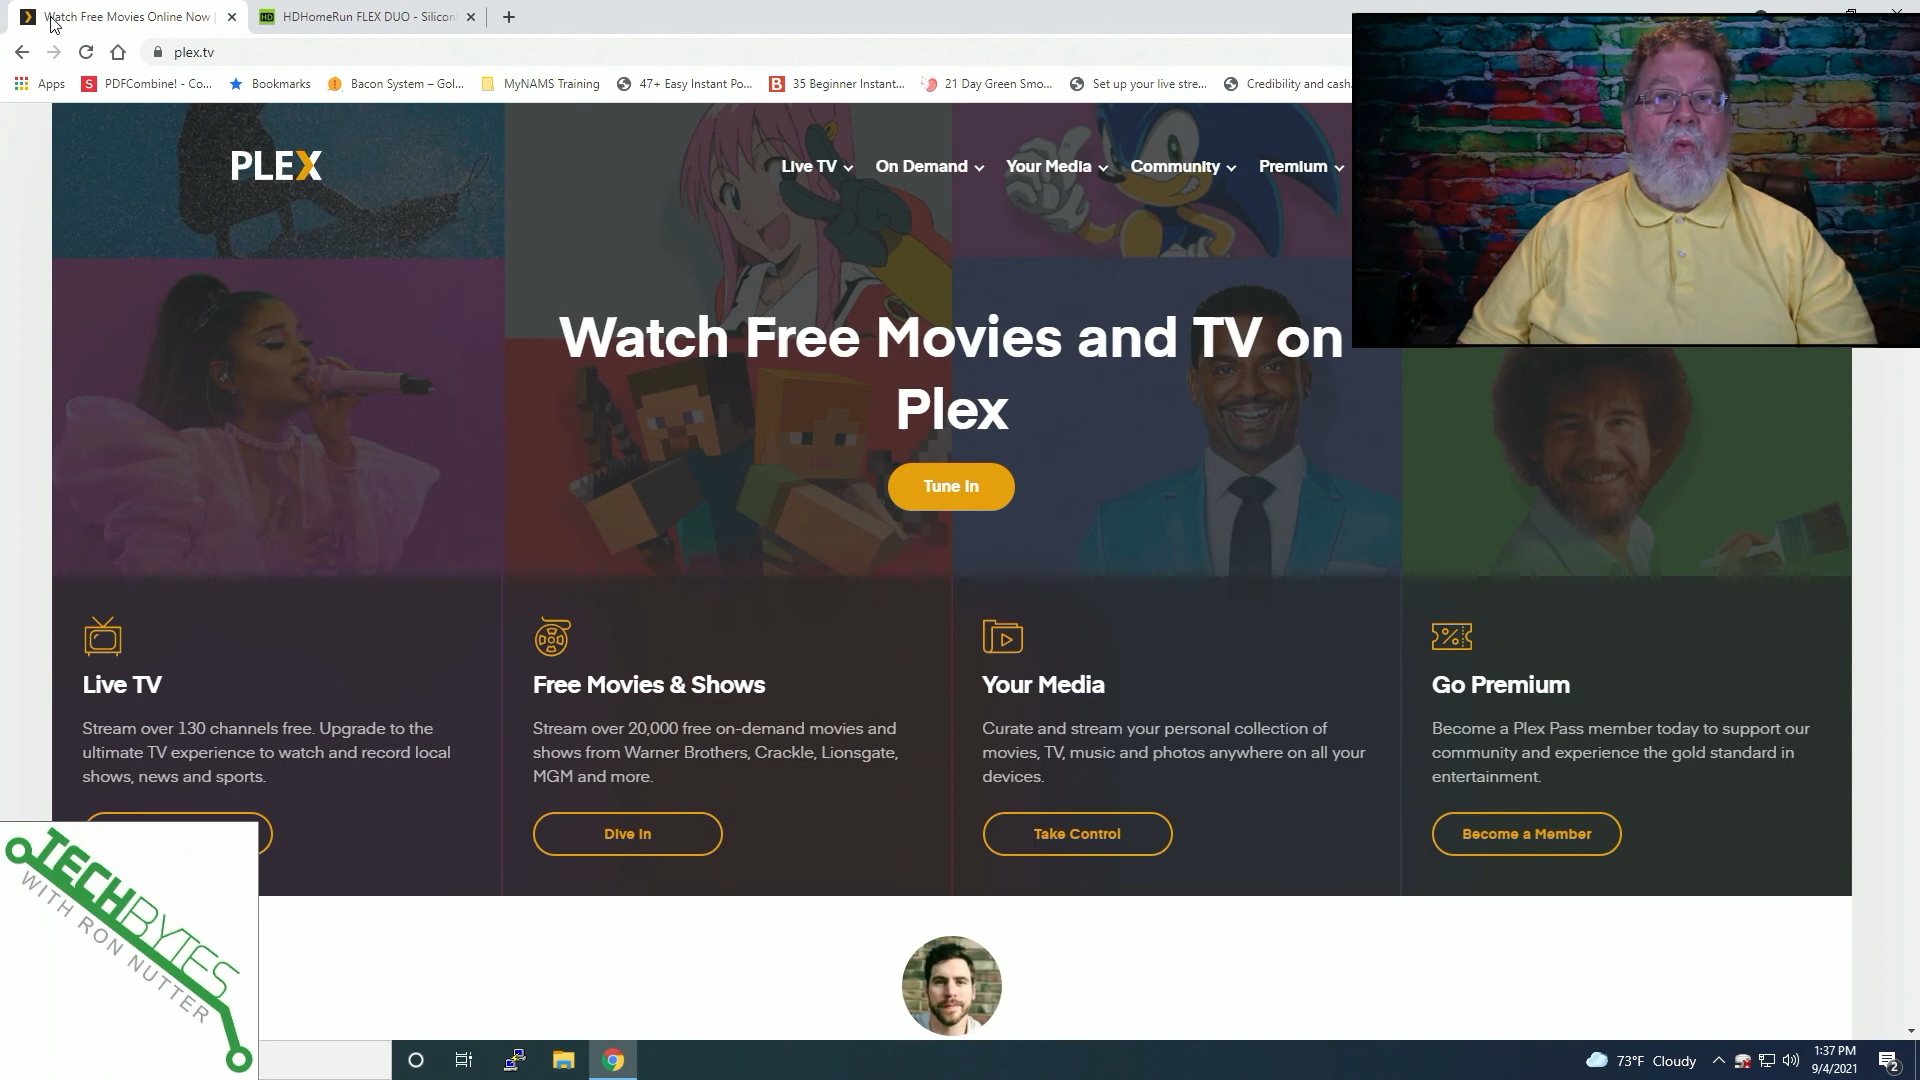 Watch Free Movies Online Now |
HDHomeRun FLEX DUO - Silicon
plex.tv
Apps
PDFCombine! - Co...
Bookmarks
Bacon System – Gol...
MyNAMS Training
47+ Easy Instant Po...
35 Beginner Instant...
21 Day Green Smo...
Set up your live stre...
Credibility and cash
PLEX
Live TV
On Demand
Your Media
Community
Premium
Watch Free Movies and TV on
Plex
Tune In
Live TV
Stream over 130 channels free. Upgrade to the
ultimate TV experience to watch and record local
shows, news and sports.
Free Movies & Shows
Stream over 20,000 free on-demand movies and
shows from Warner Brothers, Crackle, Lionsgate,
MGM and more.
Dive In
Your Media
Curate and stream your personal collection of
movies, TV, music and photos anywhere on all your
devices.
Take Control
Go Premium
Become a Plex Pass member today to support our
community and experience the gold standard in
entertainment.
Become a Member
TECHBYTES
WITH RON NUTTER
73°F Cloudy
1:37 PM
9/4/2021
2